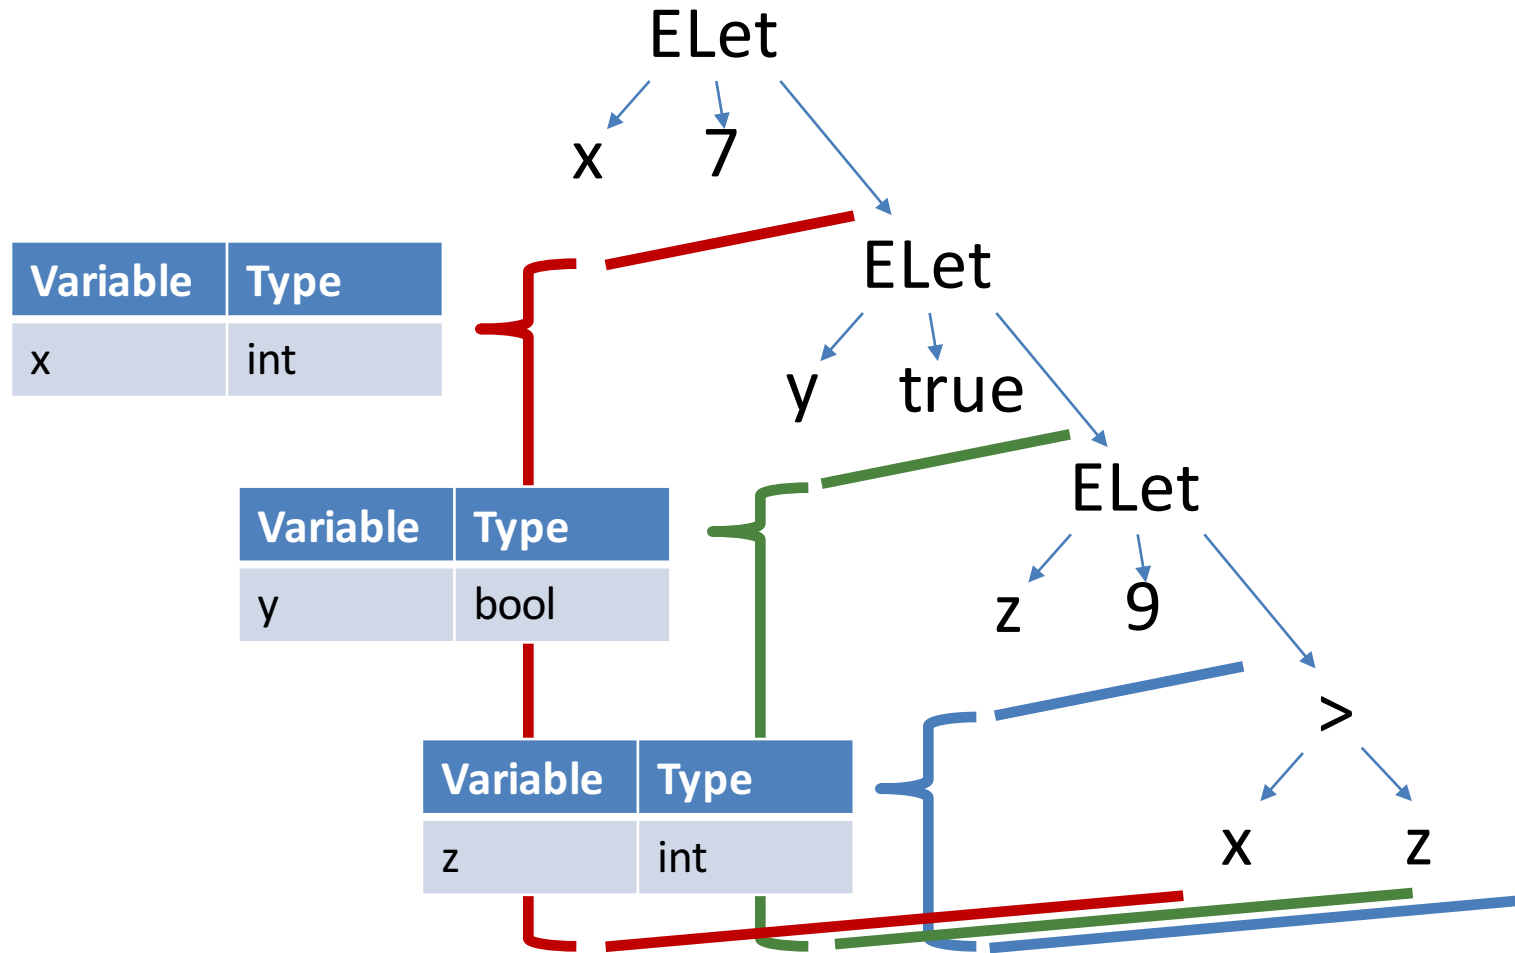 ELet
x 7
ELet
Variable Type
x int
y true
ELet
Variable Type
y bool
z 9
>
Variable Type
z int
x z